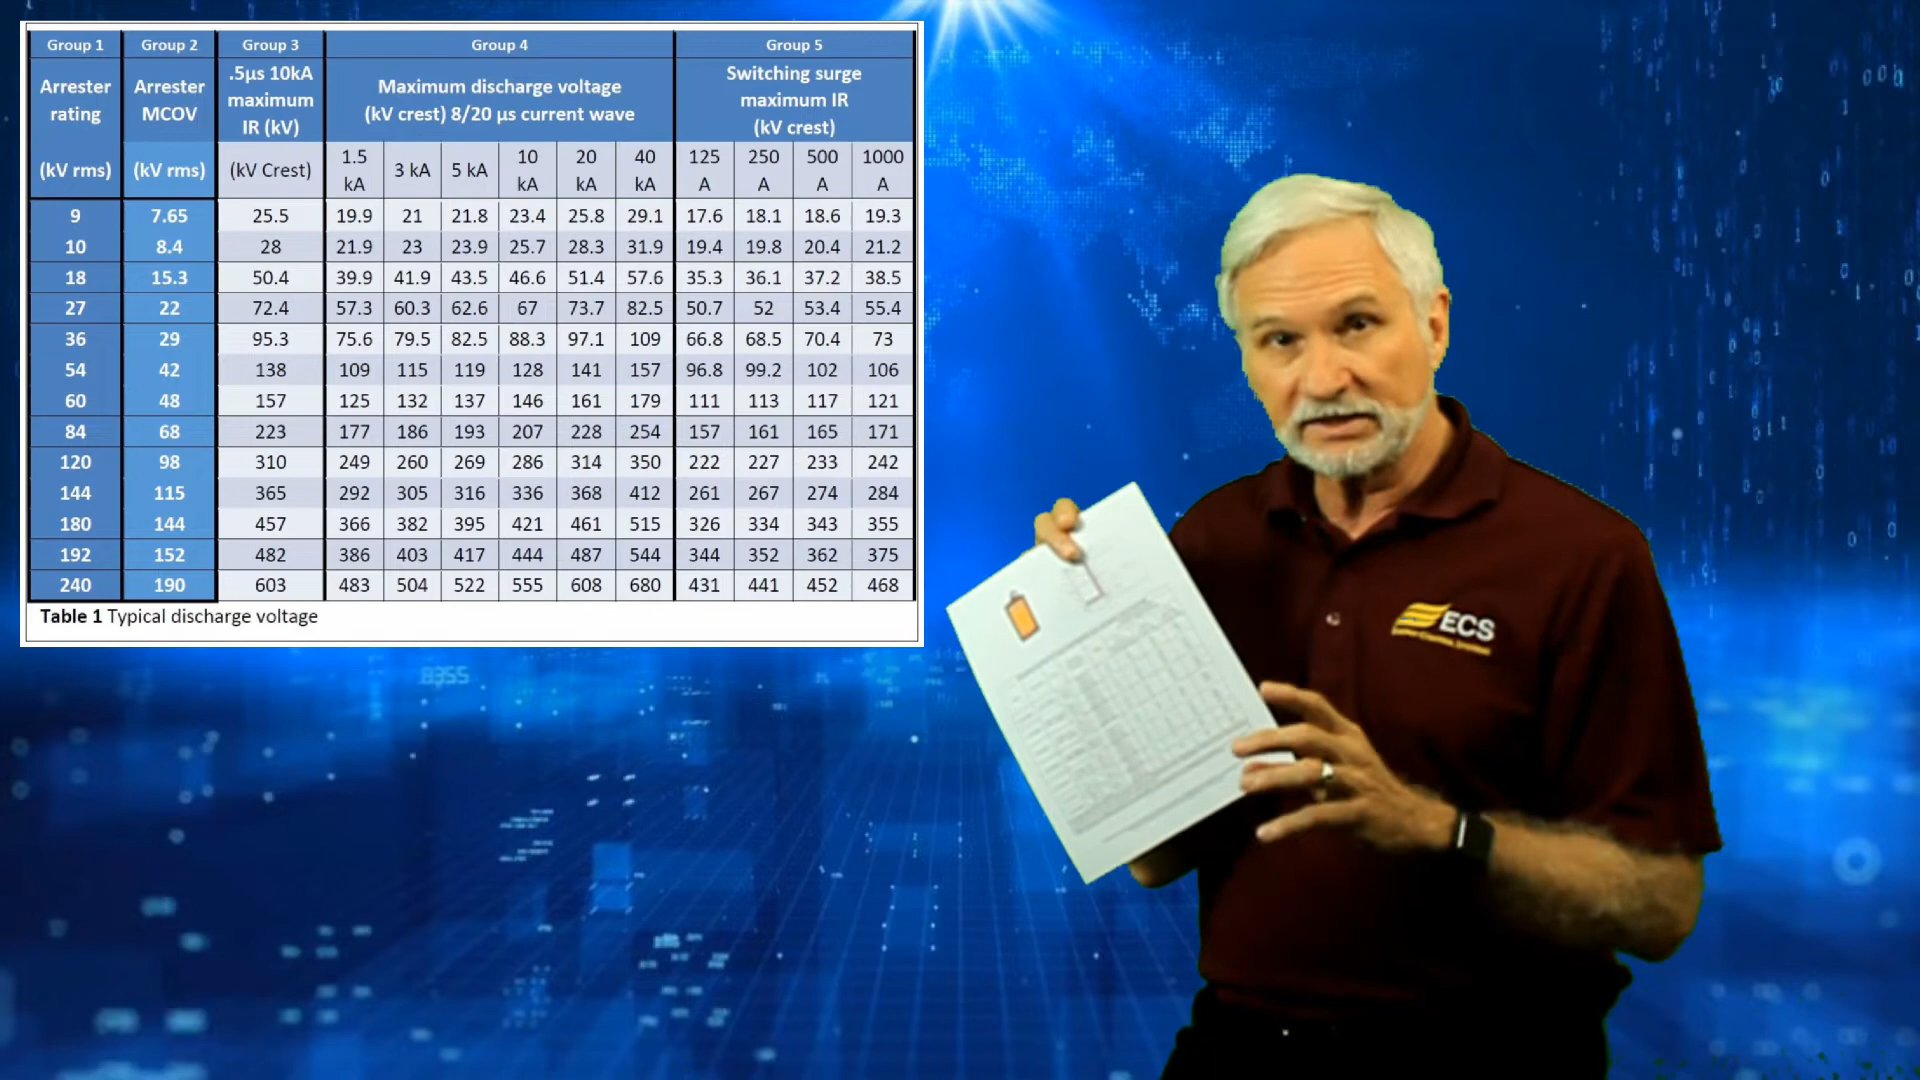 Group 1 Group 2 Group 3 Group 4 Group 5
Arrester rating (kV rms)
Arrester MCOV (kV rms)
.5µs 10kA maximum IR (kV)
(kV Crest)
Maximum discharge voltage
(kV crest) 8/20 µs current wave
Switching surge maximum IR (kV crest)
1.5 kA 3 kA 5 kA 10 kA 20 kA 40 kA 125 A 250 A 500 A 1000 A
9 7.65 25.5 19.9 21 21.8 23.4 25.8 29.1 17.6 18.1 18.6 19.3
10 8.4 28 21.9 23 23.9 25.7 28.3 31.9 19.4 19.8 20.4 21.2
18 15.3 50.4 39.9 41.9 43.5 46.6 51.4 57.6 35.3 36.1 37.2 38.5
27 22 72.4 57.3 60.3 62.6 67 73.7 82.5 50.7 52 53.4 55.4
36 29 95.3 75.6 79.5 82.5 88.3 97.1 109 66.8 68.5 70.4 73
54 42 138 109 115 119 128 141 157 96.8 99.2 102 106
60 48 157 125 132 137 146 161 179 111 113 117 121
84 68 223 177 186 193 207 228 254 157 161 165 171
120 98 310 249 260 269 286 314 350 222 227 233 242
144 115 365 292 305 316 336 368 412 261 267 274 284
180 144 457 366 382 395 421 461 515 326 334 343 355
192 152 482 386 403 417 444 487 544 344 352 362 375
240 190 603 483 504 522 555 608 680 431 441 452 468
Table 1 Typical discharge voltage
8355
ECS